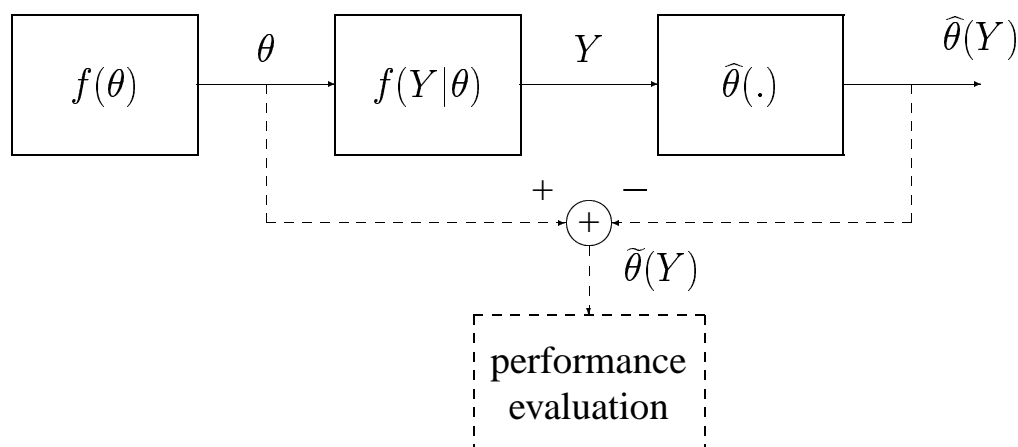 θ
Y
θ̂(Y)
f(θ)
f(Y|θ)
θ̂(.)
+
−
+
θ̃(Y)
performance
evaluation